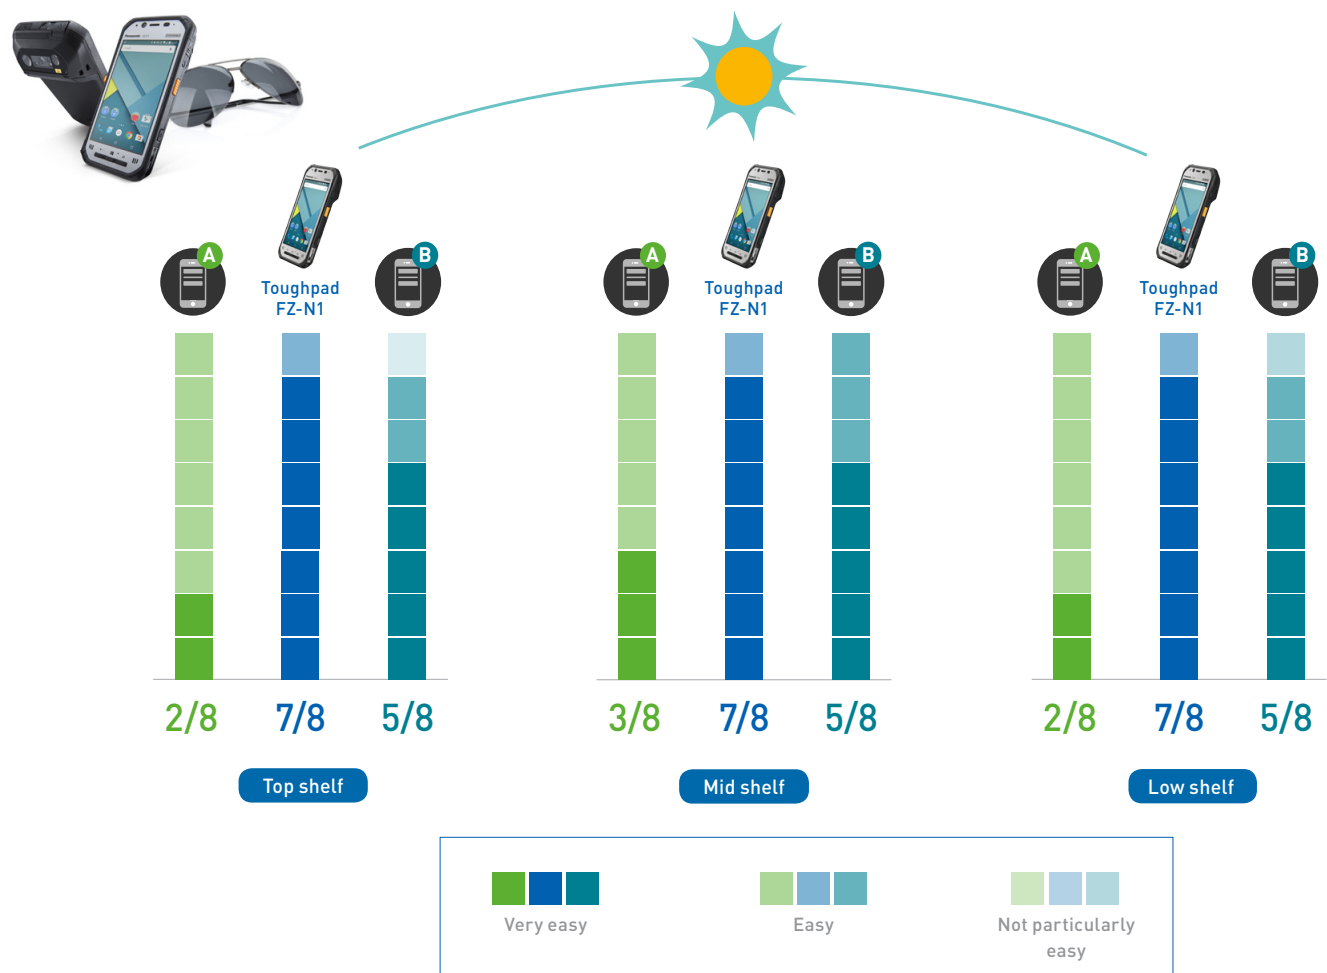 A
B
A
B
A
B
Toughpad
FZ-N1
Toughpad
FZ-N1
Toughpad
FZ-N1
2/8
7/8
5/8
3/8
7/8
5/8
2/8
7/8
5/8
Top shelf
Mid shelf
Low shelf
Very easy
Easy
Not particularly
easy